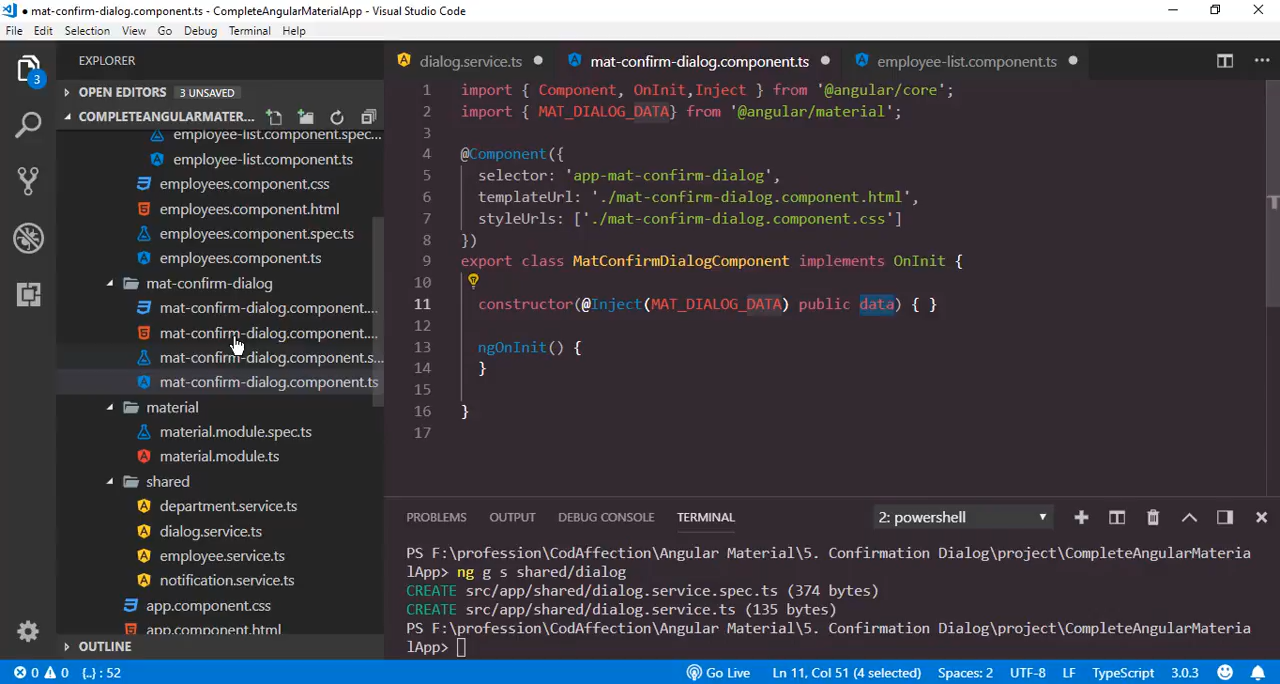 mat-confirm-dialog.component.ts - CompleteAngularMaterialApp - Visual Studio Code
File Edit Selection View Go Debug Terminal Help
3
EXPLORER
OPEN EDITORS 3 UNSAVED
COMPLETEANGULARMATER...
employee-list.component.spec...
employee-list.component.ts
employees.component.css
employees.component.html
employees.component.spec.ts
employees.component.ts
mat-confirm-dialog
mat-confirm-dialog.component....
mat-confirm-dialog.component....
mat-confirm-dialog.component.s...
mat-confirm-dialog.component.ts
material
material.module.spec.ts
material.module.ts
shared
department.service.ts
dialog.service.ts
employee.service.ts
notification.service.ts
app.component.css
app.component.html
OUTLINE
dialog.service.ts mat-confirm-dialog.component.ts employee-list.component.ts
1 import { Component, OnInit,Inject } from '@angular/core';
2 import { MAT_DIALOG_DATA} from '@angular/material';
3
4 @Component({
5 selector: 'app-mat-confirm-dialog',
6 templateUrl: './mat-confirm-dialog.component.html',
7 styleUrls: ['./mat-confirm-dialog.component.css']
8 })
9 export class MatConfirmDialogComponent implements OnInit {
10
11 constructor(@Inject(MAT_DIALOG_DATA) public data) { }
12
13 ngOnInit() {
14 }
15
16 }
17
PROBLEMS OUTPUT DEBUG CONSOLE TERMINAL 2: powershell
PS F:\profession\CodAffection\Angular Material\5. Confirmation Dialog\project\CompleteAngularMateria
lApp> ng g s shared/dialog
CREATE src/app/shared/dialog.service.spec.ts (374 bytes)
CREATE src/app/shared/dialog.service.ts (135 bytes)
PS F:\profession\CodAffection\Angular Material\5. Confirmation Dialog\project\CompleteAngularMateria
lApp>
0 0 {..} : 52 Go Live Ln 11, Col 51 (4 selected) Spaces: 2 UTF-8 LF TypeScript 3.0.3